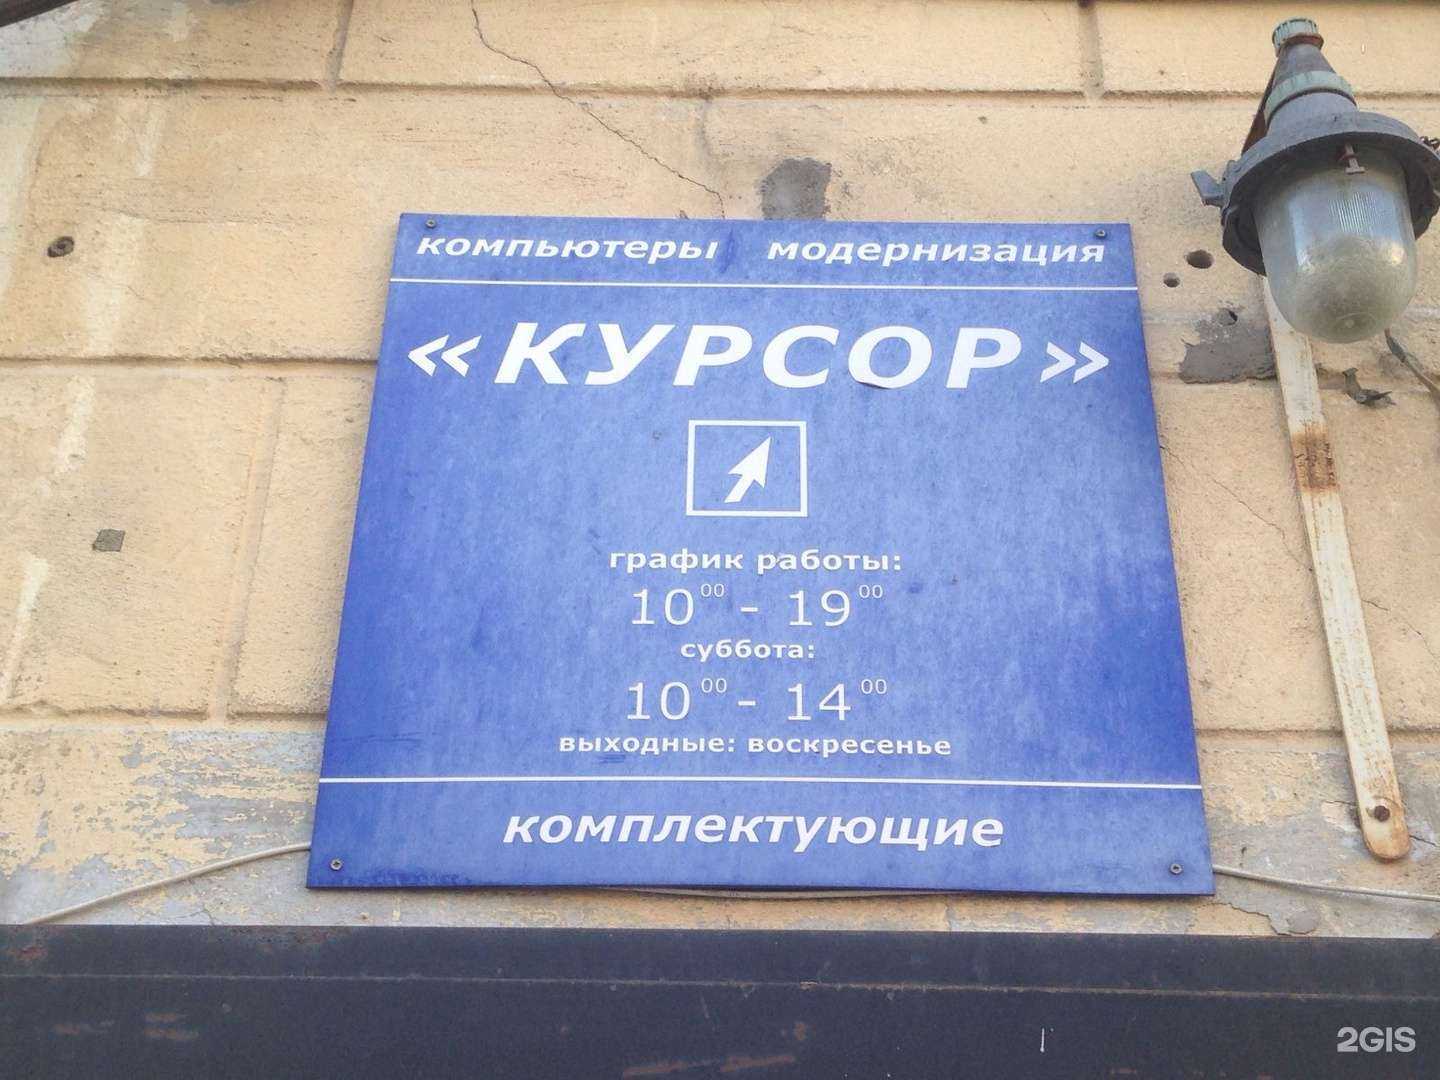 компьютеры модернизация
«КУРСОР»
график работы:
10⁰⁰ - 19⁰⁰
суббота:
10⁰⁰ - 14⁰⁰
выходные: воскресенье
комплектующие
2GIS